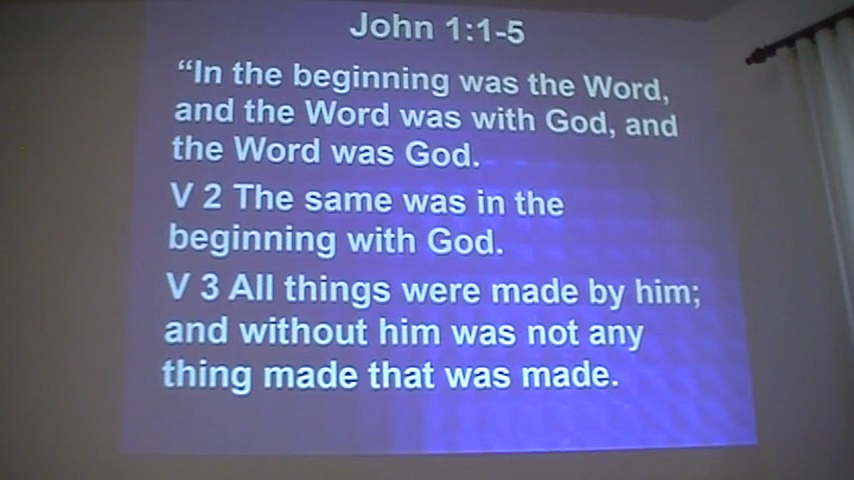 John 1:1-5
“In the beginning was the Word,
and the Word was with God, and
the Word was God.
V 2 The same was in the
beginning with God.
V 3 All things were made by him;
and without him was not any
thing made that was made.